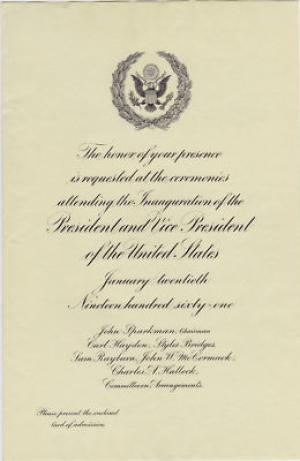 The honor of your presence
is requested at the ceremonies
attending the Inauguration of the
President and Vice President
of the United States
January twentieth
Nineteen hundred sixty-one
John Sparkman, Chairman
Carl Hayden, Styles Bridges,
Sam Rayburn, John W. McCormack,
Charles A. Halleck,
Committee on Arrangements.
Please present the enclosed
card of admission